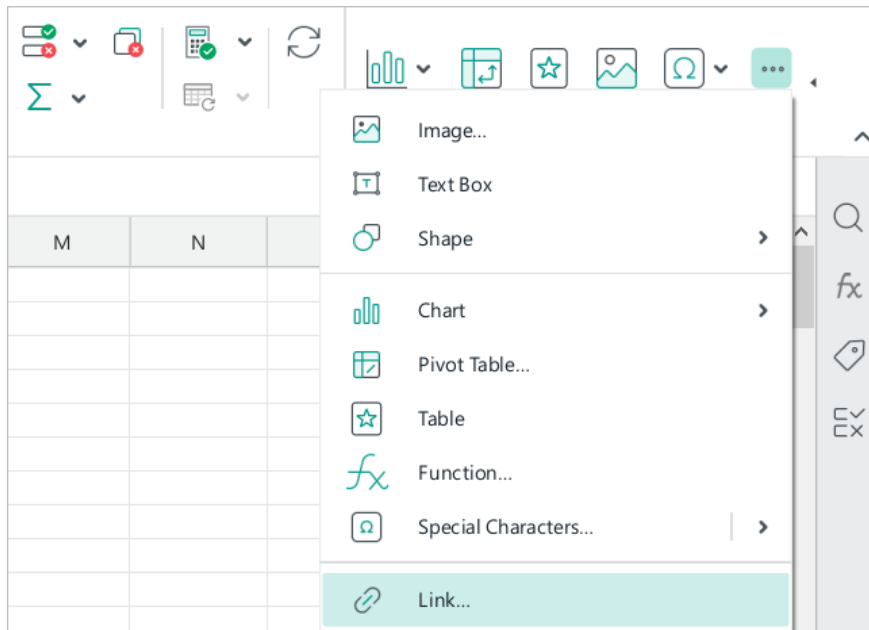 Image...
Text Box
Shape
M N
Chart
Pivot Table...
Table
Function...
Special Characters...
Link...